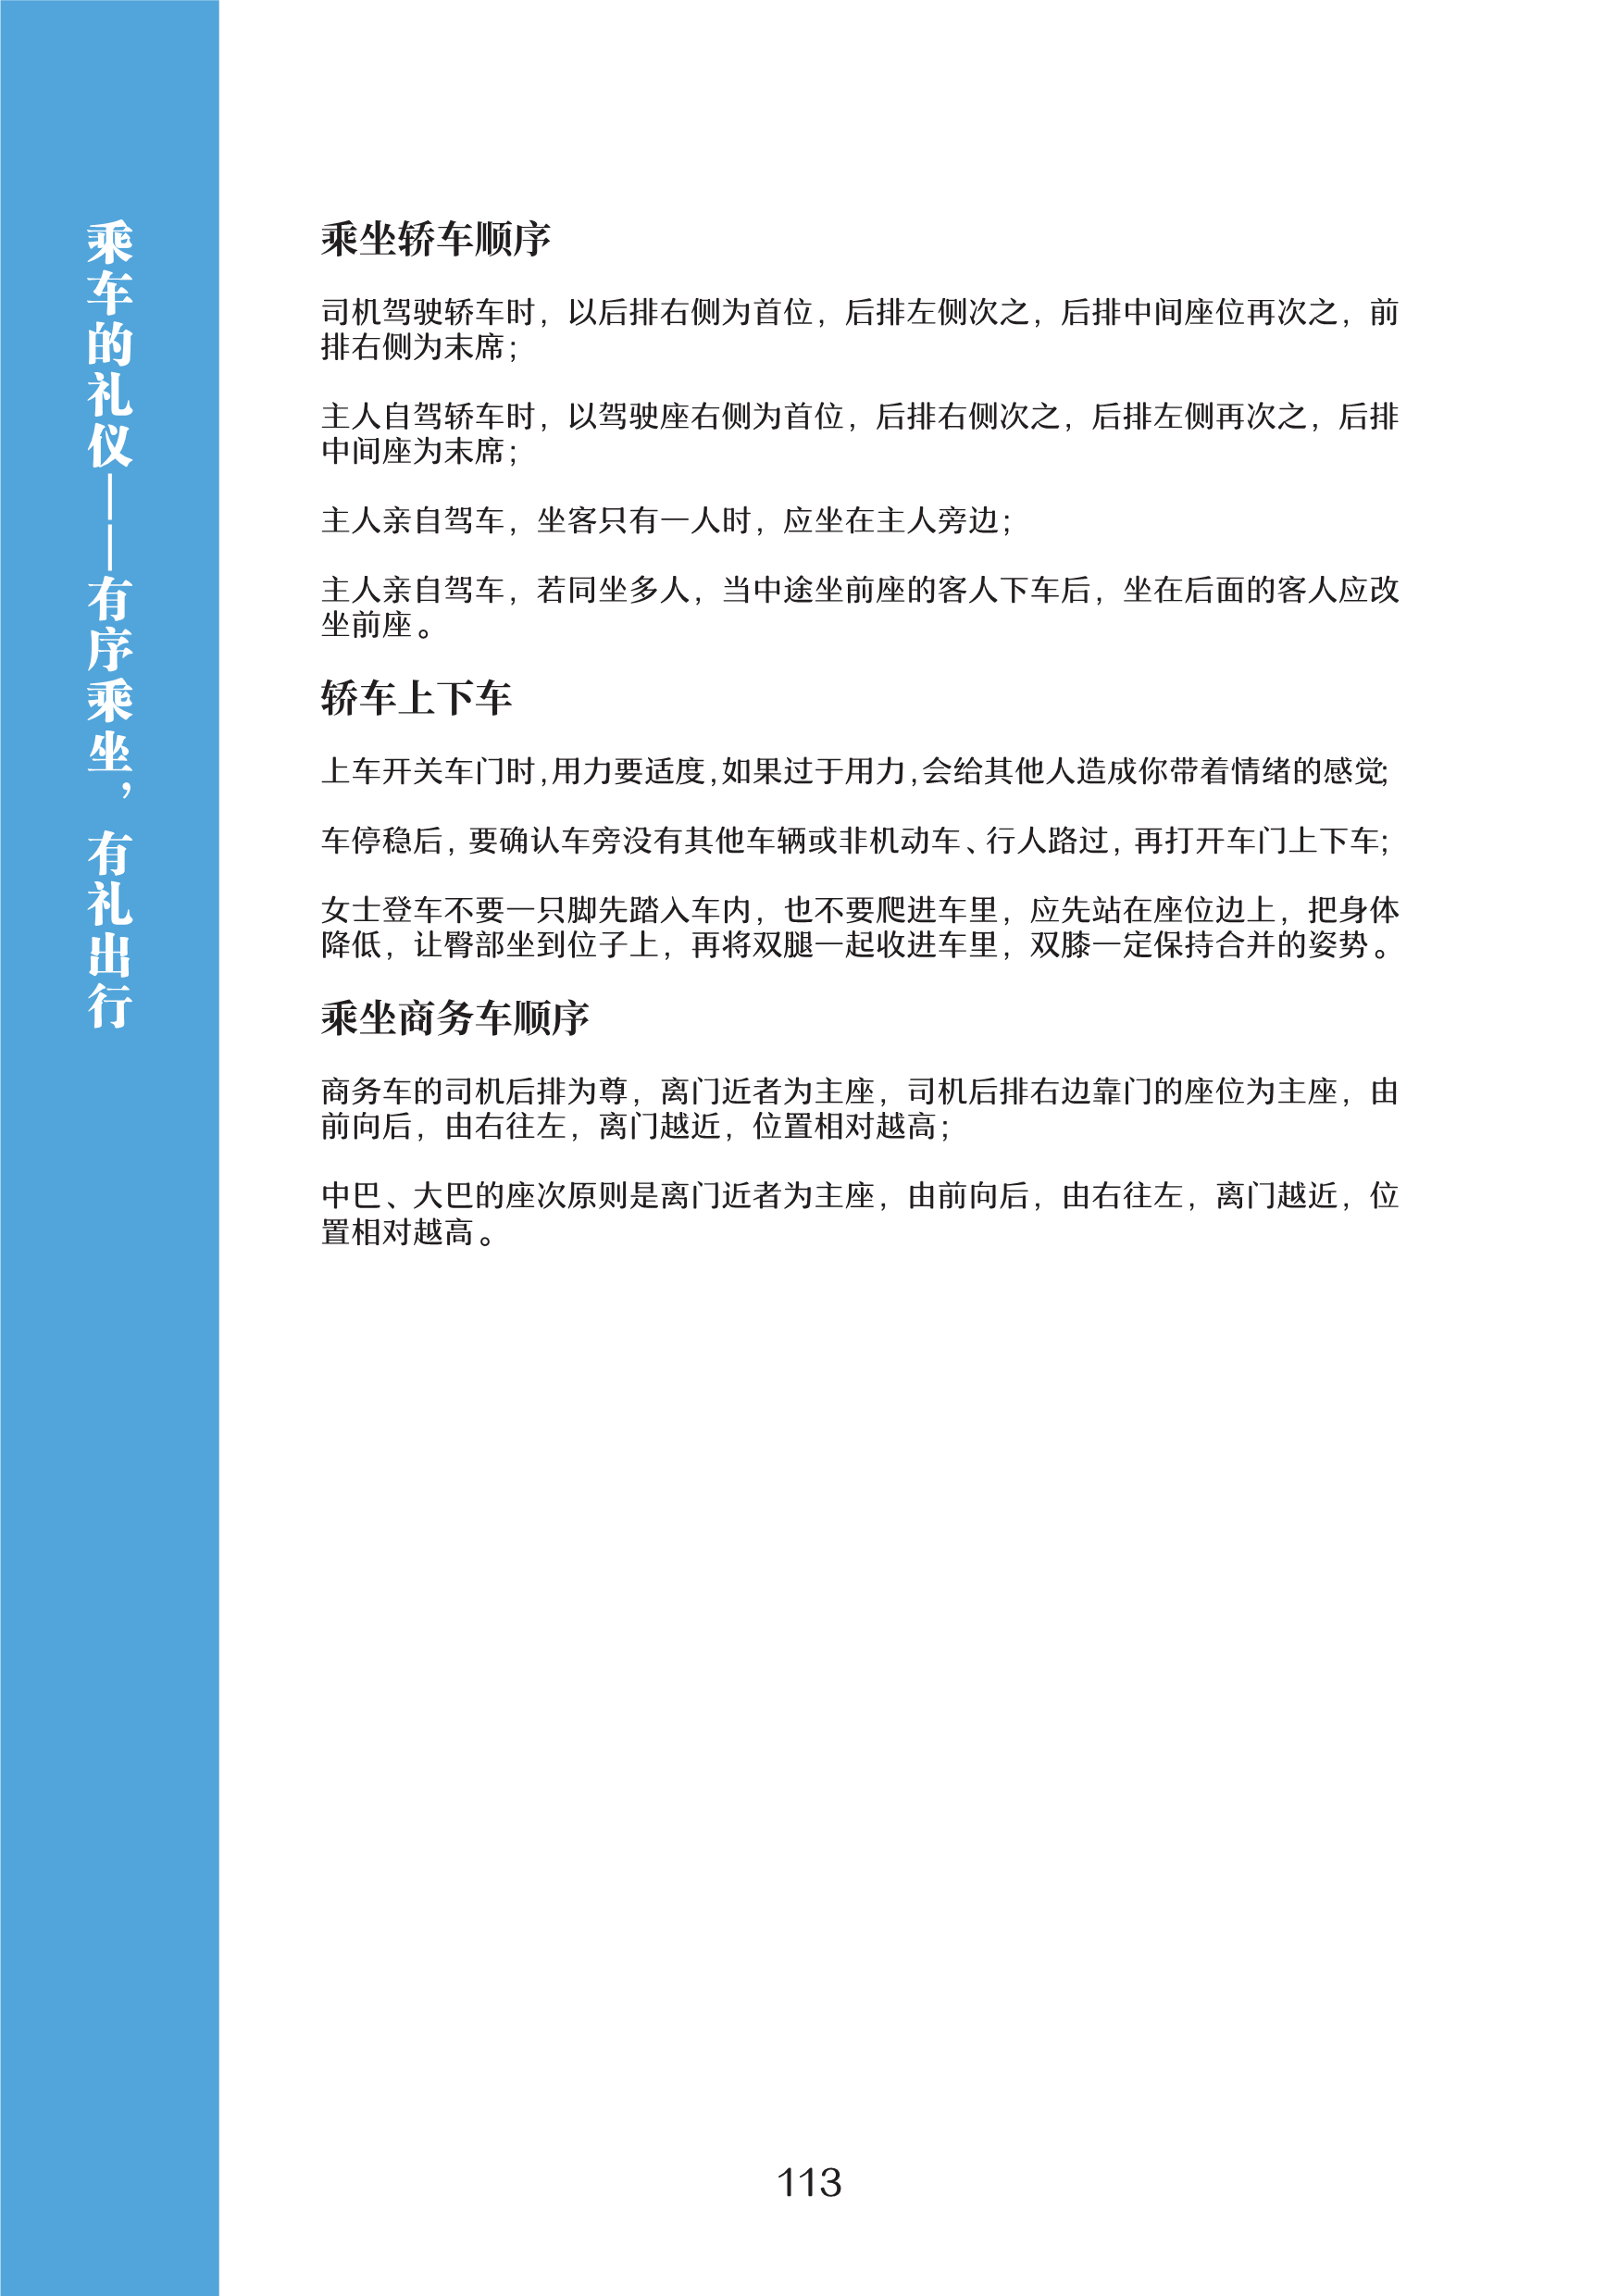 乘车的礼仪——有序乘坐，有礼出行
乘坐轿车顺序
司机驾驶轿车时，以后排右侧为首位，后排左侧次之，后排中间座位再次之，前
排右侧为末席；
主人自驾轿车时，以驾驶座右侧为首位，后排右侧次之，后排左侧再次之，后排
中间座为末席；
主人亲自驾车，坐客只有一人时，应坐在主人旁边；
主人亲自驾车，若同坐多人，当中途坐前座的客人下车后，坐在后面的客人应改
坐前座。
轿车上下车
上车开关车门时，用力要适度，如果过于用力，会给其他人造成你带着情绪的感觉；
车停稳后，要确认车旁没有其他车辆或非机动车、行人路过，再打开车门上下车；
女士登车不要一只脚先踏入车内，也不要爬进车里，应先站在座位边上，把身体
降低，让臀部坐到位子上，再将双腿一起收进车里，双膝一定保持合并的姿势。
乘坐商务车顺序
商务车的司机后排为尊，离门近者为主座，司机后排右边靠门的座位为主座，由
前向后，由右往左，离门越近，位置相对越高；
中巴、大巴的座次原则是离门近者为主座，由前向后，由右往左，离门越近，位
置相对越高。
113